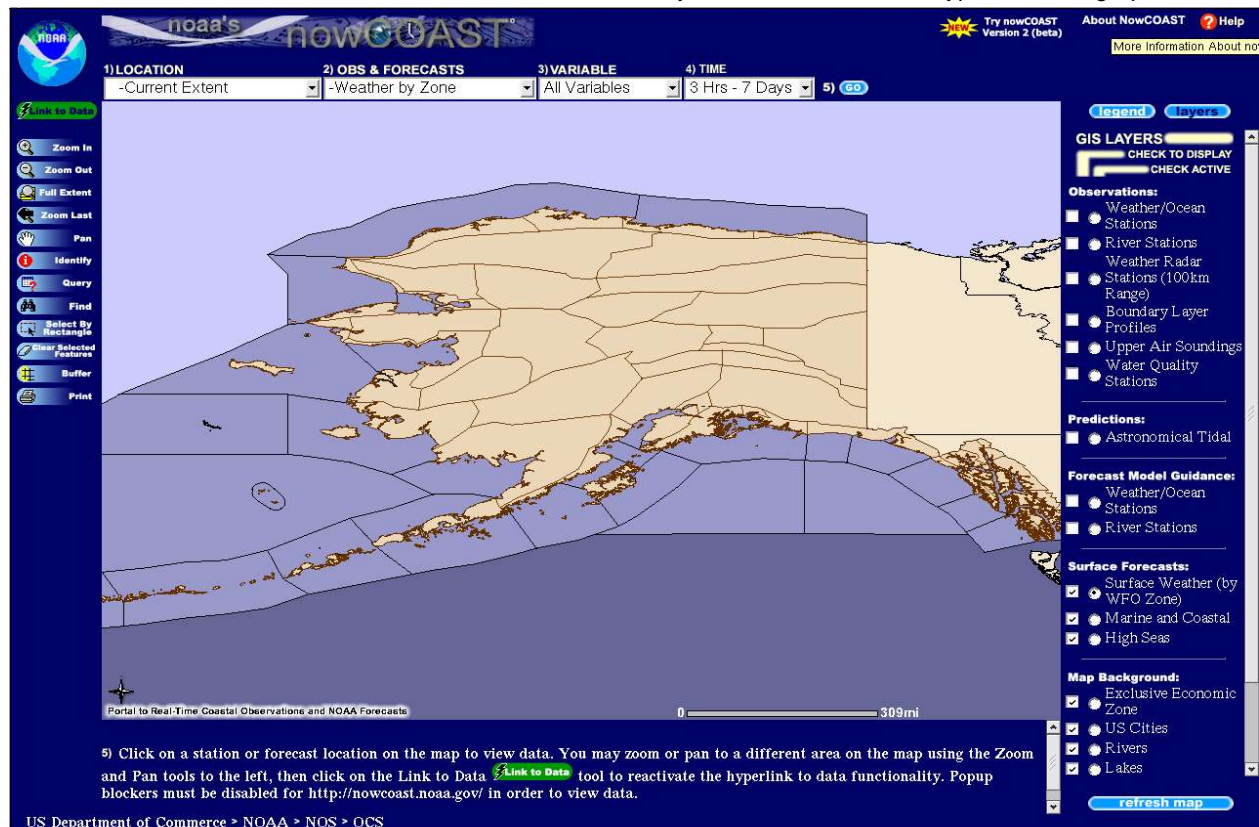 noaa's
nowCOAST
NOAA
NEW
Try nowCOAST
Version 2 (beta)
About NowCOAST
? Help
More Information About no
1) LOCATION
2) OBS & FORECASTS
3) VARIABLE
4) TIME
-Current Extent
-Weather by Zone
All Variables
3 Hrs - 7 Days
5) GO
Link to Data
Zoom In
Zoom Out
Full Extent
Zoom Last
Pan
Identify
Query
Find
Select By
Rectangle
Clear Selected
Features
Buffer
Print
legend
layers
GIS LAYERS
CHECK TO DISPLAY
CHECK ACTIVE
Observations:
Weather/Ocean
Stations
River Stations
Weather Radar
Stations (100km
Range)
Boundary Layer
Profiles
Upper Air Soundings
Water Quality
Stations
Predictions:
Astronomical Tidal
Forecast Model Guidance:
Weather/Ocean
Stations
River Stations
Surface Forecasts:
Surface Weather (by
WFO Zone)
Marine and Coastal
High Seas
Map Background:
Exclusive Economic
Zone
US Cities
Rivers
Lakes
refresh map
Portal to Real-Time Coastal Observations and NOAA Forecasts
0 309mi
5) Click on a station or forecast location on the map to view data. You may zoom or pan to a different area on the map using the Zoom
and Pan tools to the left, then click on the Link to Data Link to Data tool to reactivate the hyperlink to data functionality. Popup
blockers must be disabled for http://nowcoast.noaa.gov/ in order to view data.
US Department of Commerce > NOAA > NOS > OCS